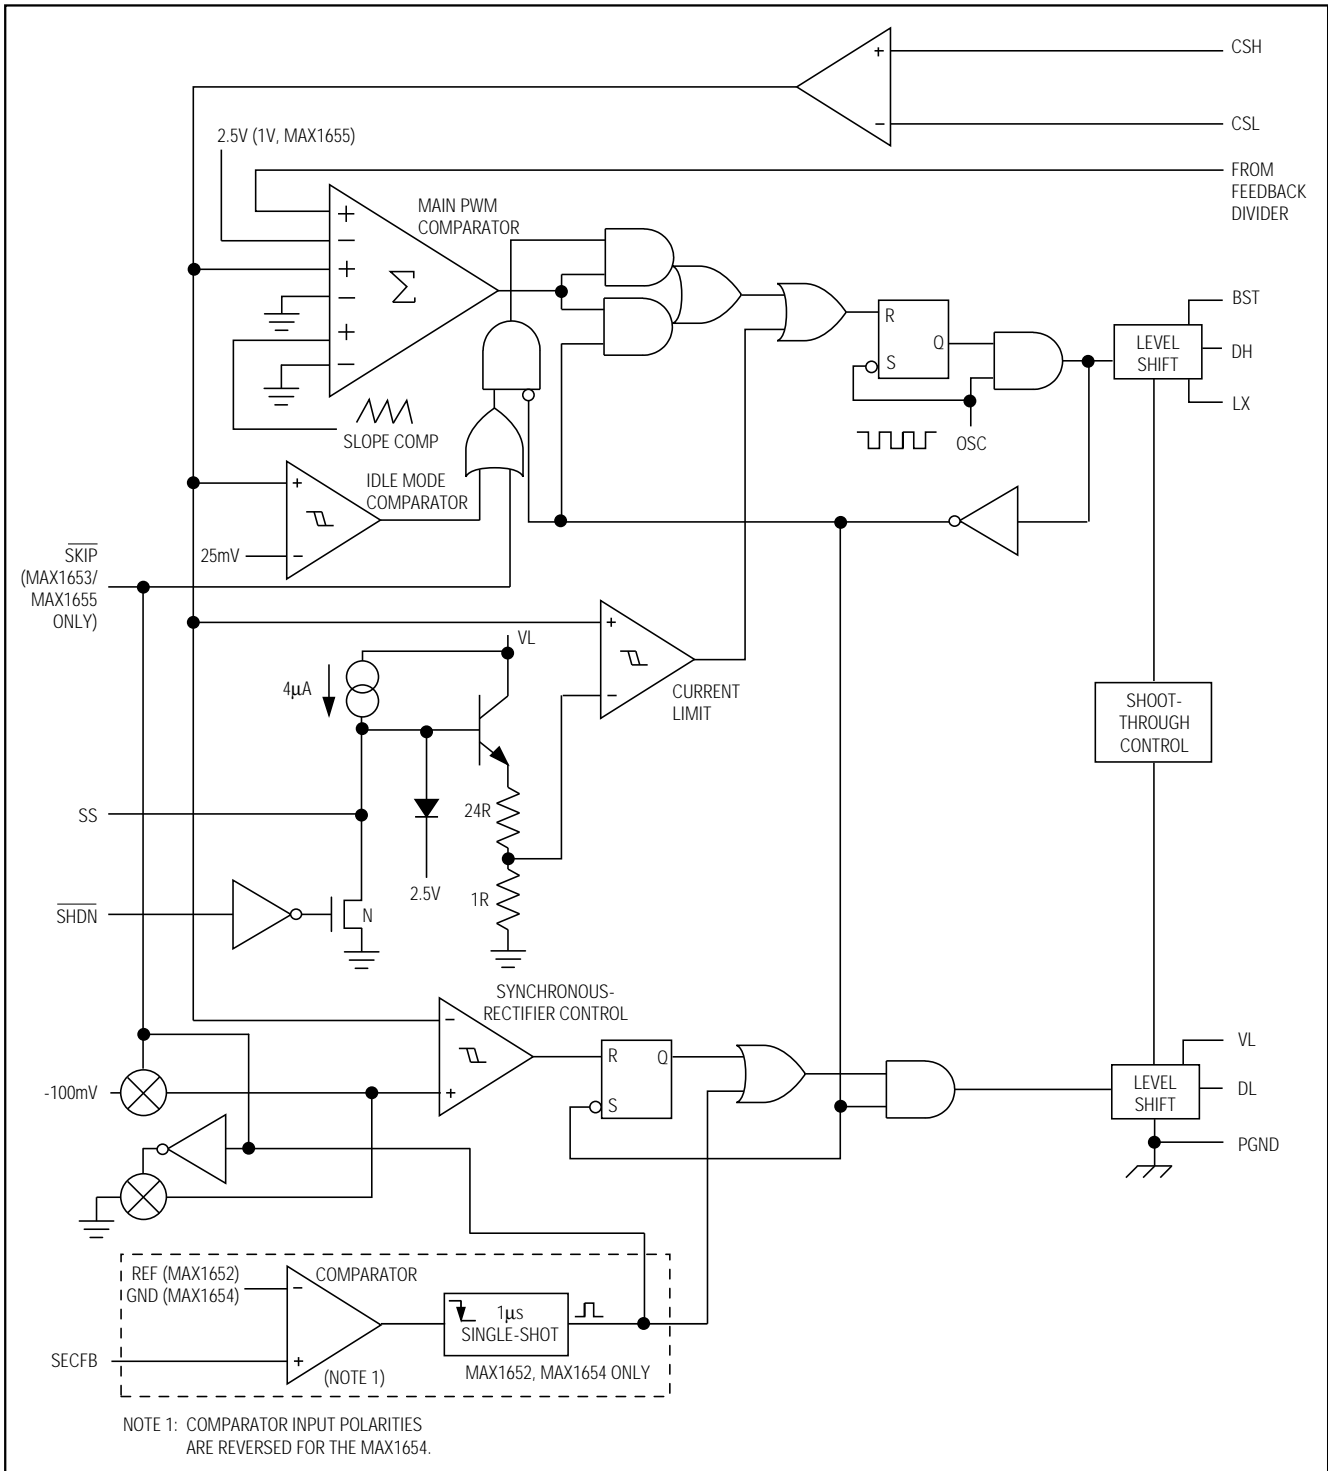 CSH
CSL
2.5V (1V, MAX1655)
FROM
FEEDBACK
DIVIDER
MAIN PWM
COMPARATOR
+
−
+
−
+
−
Σ
+
−
SLOPE COMP
R
Q
S
OSC
LEVEL
SHIFT
BST
DH
LX
IDLE MODE
COMPARATOR
+
−
25mV
SKIP
(MAX1653/
MAX1655
ONLY)
VL
4μA
+
−
CURRENT
LIMIT
SHOOT-
THROUGH
CONTROL
24R
SS
2.5V
1R
SHDN
N
SYNCHRONOUS-
RECTIFIER CONTROL
−
+
R
Q
S
-100mV
VL
LEVEL
SHIFT
DL
PGND
REF (MAX1652)
GND (MAX1654)
COMPARATOR
−
+
1μs
SINGLE-SHOT
SECFB
(NOTE 1)
MAX1652, MAX1654 ONLY
NOTE 1: COMPARATOR INPUT POLARITIES
ARE REVERSED FOR THE MAX1654.